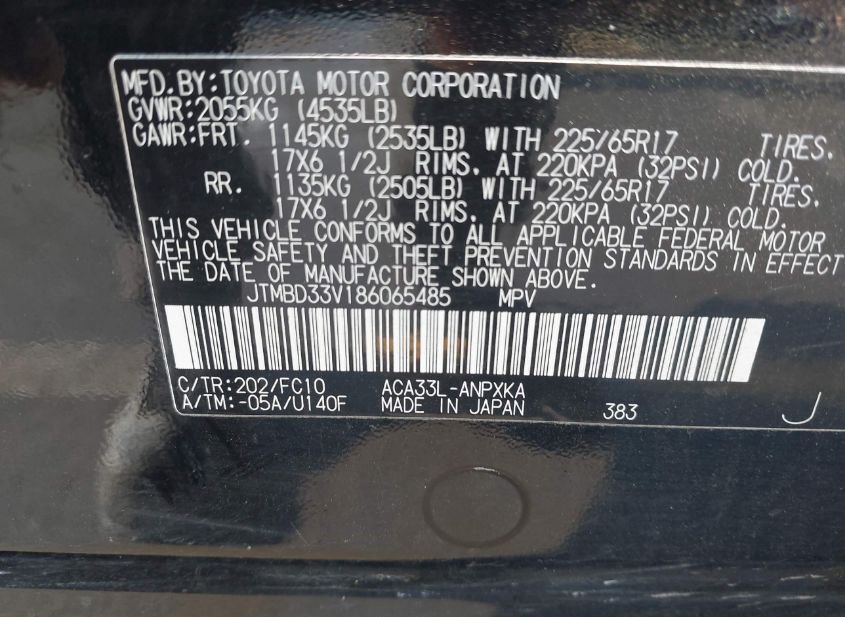 MFD.BY:TOYOTA MOTOR CORPORATION
GVWR:2055KG (4535LB)
GAWR:FRT. 1145KG (2535LB) WITH 225/65R17 TIRES.
17X6 1/2J RIMS. AT 220KPA (32PSI) COLD.
RR. 1135KG (2505LB) WITH 225/65R17 TIRES.
17X6 1/2J RIMS. AT 220KPA (32PSI) COLD.
THIS VEHICLE CONFORMS TO ALL APPLICABLE FEDERAL MOTOR
VEHICLE SAFETY AND THEFT PREVENTION STANDARDS IN EFFECT
THE DATE OF MANUFACTURE SHOWN ABOVE.
JTMBD33V186065485 MPV
C/TR:202/FC10 ACA33L-ANPXKA
A/TM:-05A/U140F MADE IN JAPAN 383 J